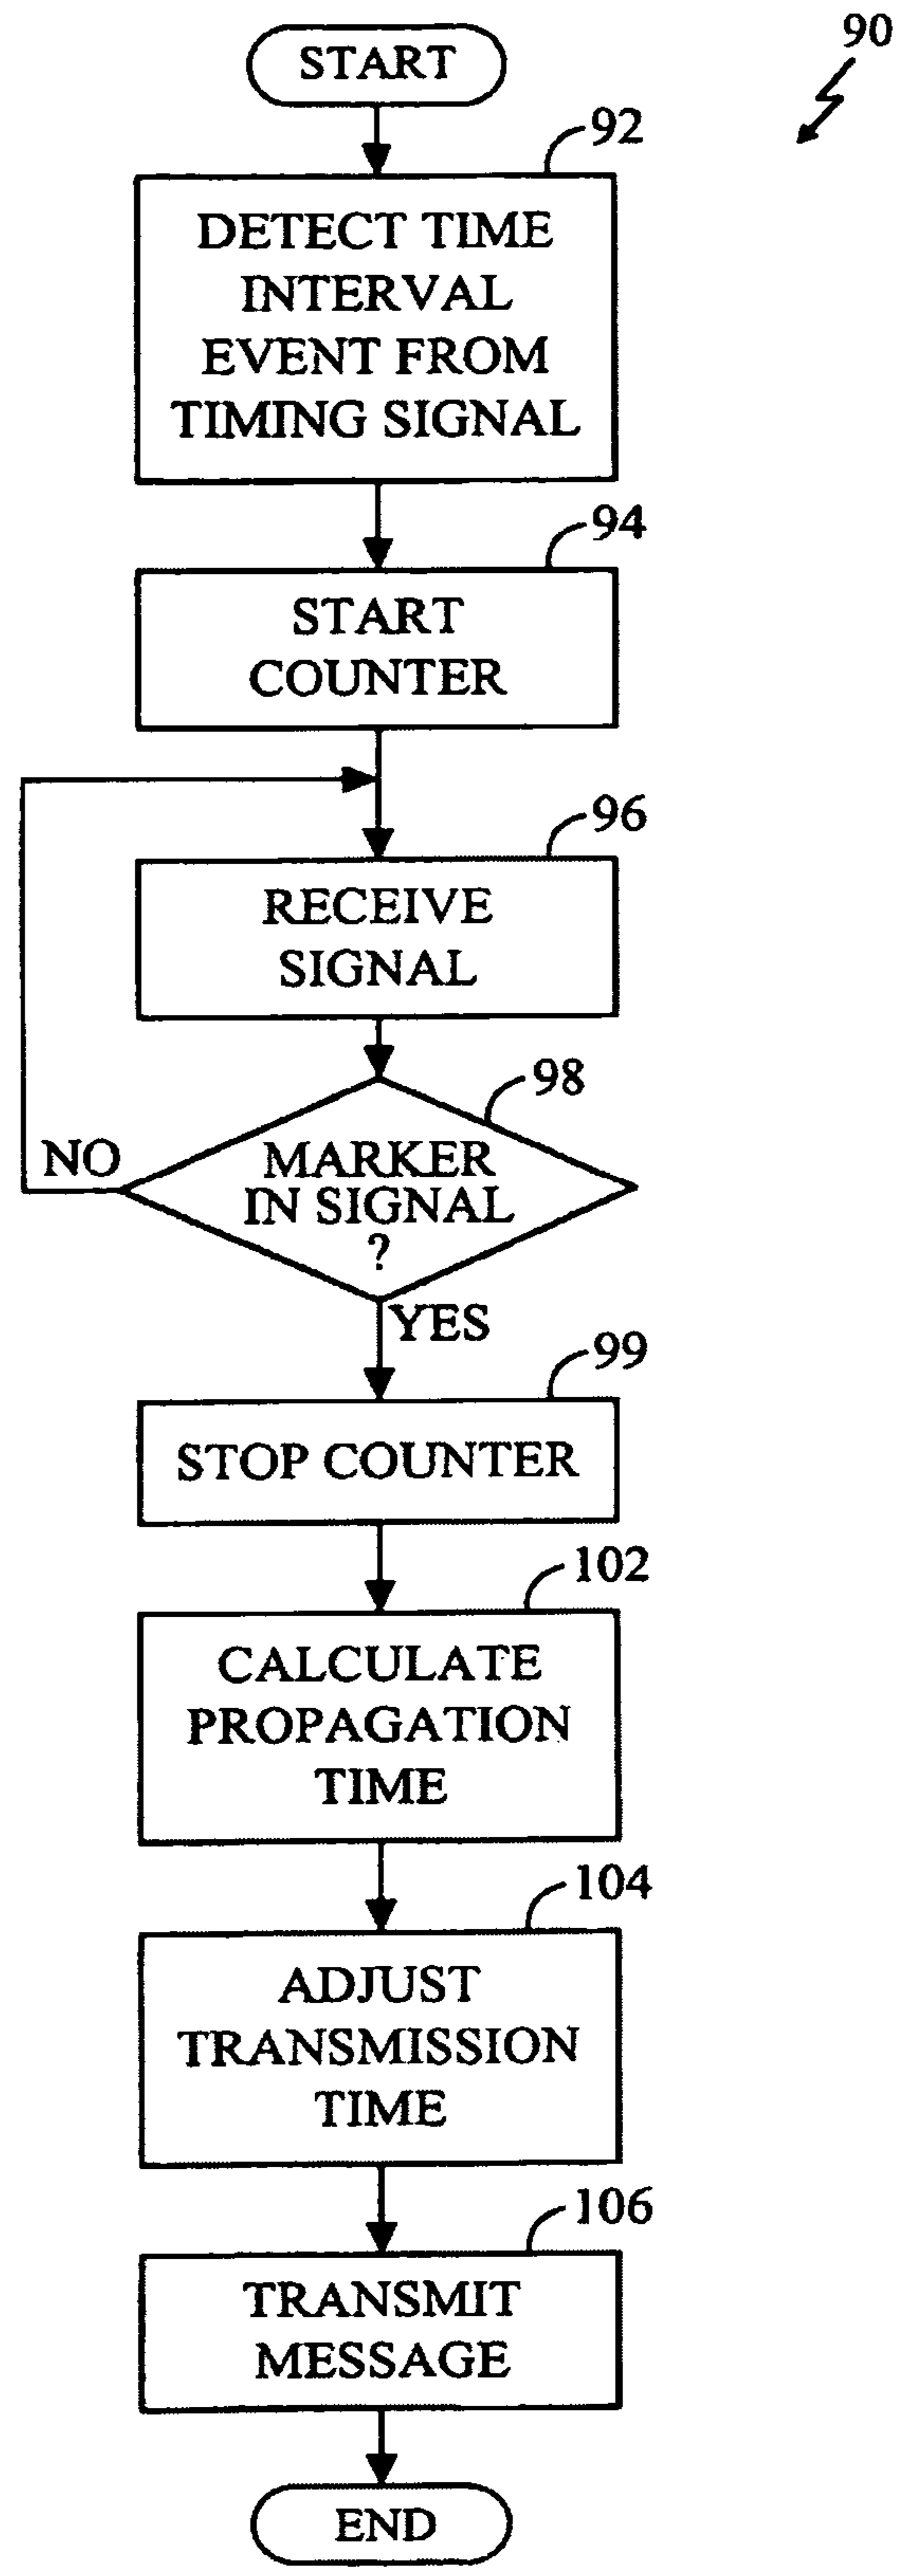 90
START
92
DETECT TIME
INTERVAL
EVENT FROM
TIMING SIGNAL
94
START
COUNTER
96
RECEIVE
SIGNAL
98
NO
MARKER
IN SIGNAL
?
YES
99
STOP COUNTER
102
CALCULATE
PROPAGATION
TIME
104
ADJUST
TRANSMISSION
TIME
106
TRANSMIT
MESSAGE
END